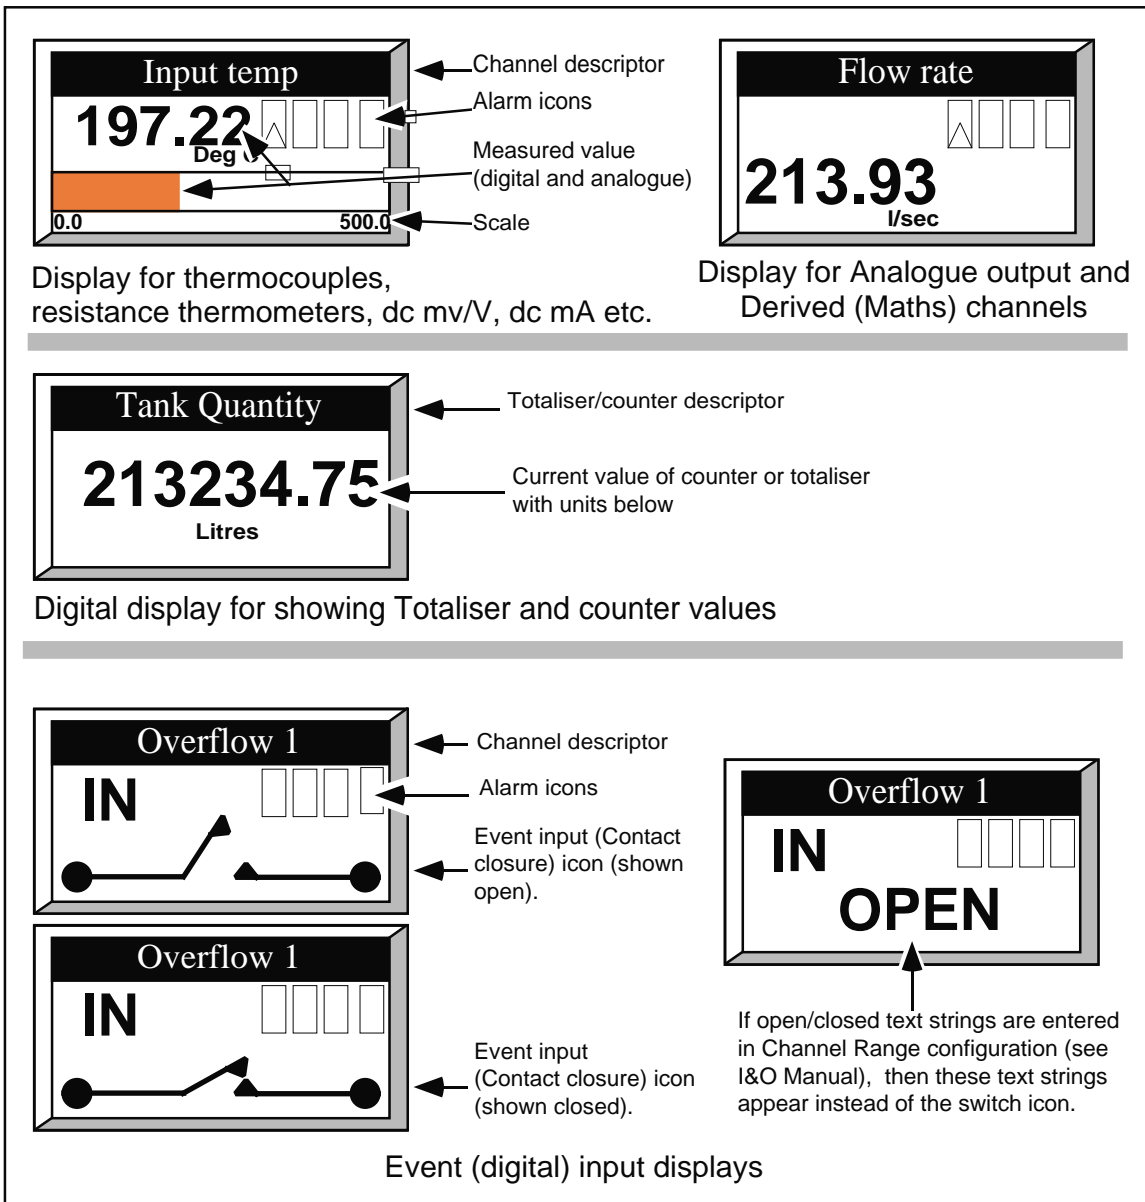 Input temp
197.22
Deg
0.0 500.0
Channel descriptor
Alarm icons
Measured value
(digital and analogue)
Scale
Display for thermocouples,
resistance thermometers, dc mv/V, dc mA etc.
Flow rate
213.93
l/sec
Display for Analogue output and
Derived (Maths) channels
Tank Quantity
213234.75
Litres
Totaliser/counter descriptor
Current value of counter or totaliser
with units below
Digital display for showing Totaliser and counter values
Overflow 1
IN
Channel descriptor
Alarm icons
Event input (Contact
closure) icon (shown
open).
Overflow 1
IN
Event input
(Contact closure) icon
(shown closed).
Overflow 1
IN
OPEN
If open/closed text strings are entered
in Channel Range configuration (see
I&O Manual), then these text strings
appear instead of the switch icon.
Event (digital) input displays